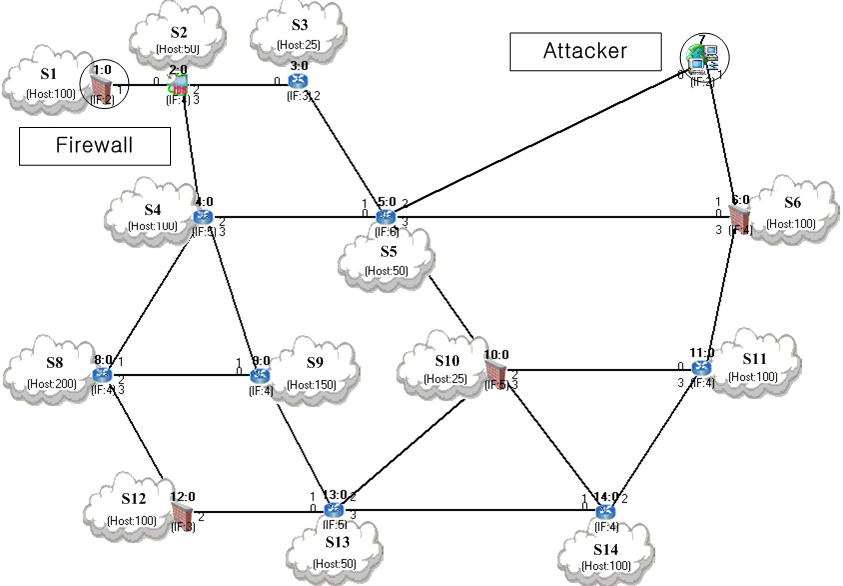 S2
(Host:50)
S3
(Host:25)
Attacker
7
0
1
(IF:2)
S1
(Host:100)
1:0
1
(IF:2)
0
2:0
2
(IF:4)
3
0
3:0
(IF:3)
2
Firewall
S4
(Host:100)
4:0
2
(IF:5)
3
1
0
5:0
2
3
(IF:6)
S5
(Host:50)
1
0
3
6:0
(IF:4)
S6
(Host:100)
S8
(Host:200)
8:0
1
2
(IF:4)
3
1
0
9:0
(IF:4)
S9
(Host:150)
S10
(Host:25)
10:0
2
(IF:5)
3
0
3
11:0
(IF:4)
S11
(Host:100)
S12
(Host:100)
12:0
2
(IF:3)
1
0
13:0
2
3
(IF:5)
S13
(Host:50)
1
0
14:0
2
(IF:4)
S14
(Host:100)